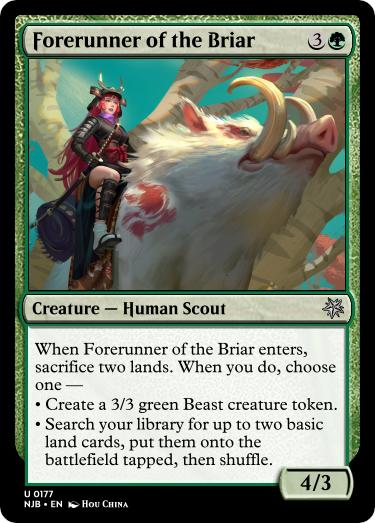 Forerunner of the Briar 3
Creature — Human Scout
When Forerunner of the Briar enters,
sacrifice two lands. When you do, choose
one —
• Create a 3/3 green Beast creature token.
• Search your library for up to two basic
land cards, put them onto the
battlefield tapped, then shuffle.
4/3
U 0177
NJB • EN Hou China